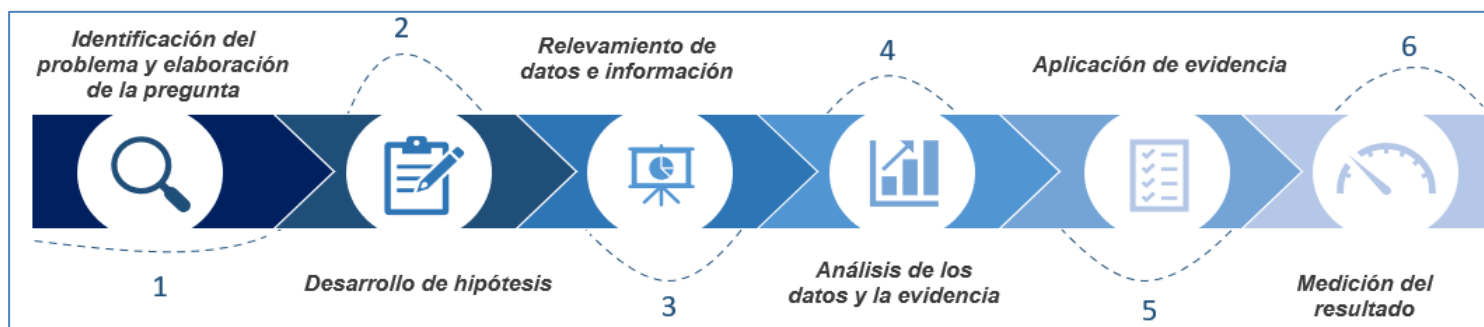 1
Identificación del
problema y elaboración
de la pregunta
2
Desarrollo de hipótesis
3
Relevamiento de
datos e información
4
Análisis de los
datos y la evidencia
5
Aplicación de evidencia
6
Medición del
resultado